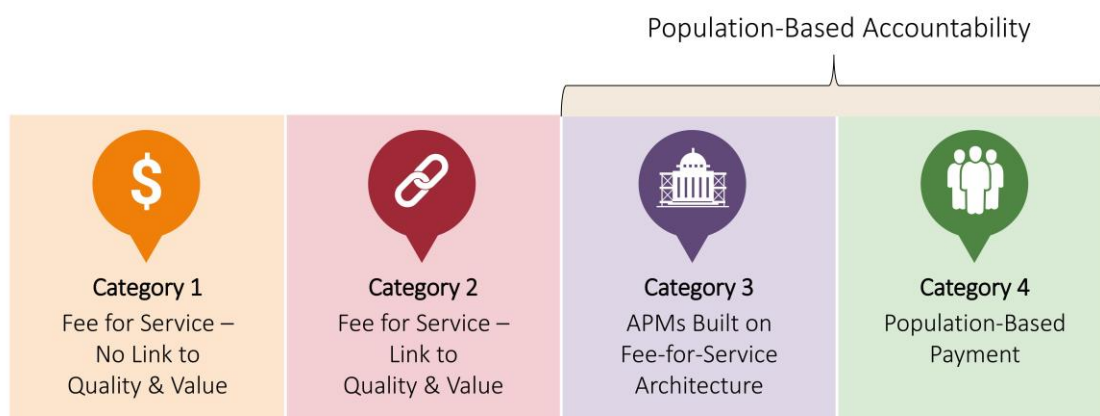 Population-Based Accountability
$
Category 1
Fee for Service –
No Link to
Quality & Value
Category 2
Fee for Service –
Link to
Quality & Value
Category 3
APMs Built on
Fee-for-Service
Architecture
Category 4
Population-Based
Payment